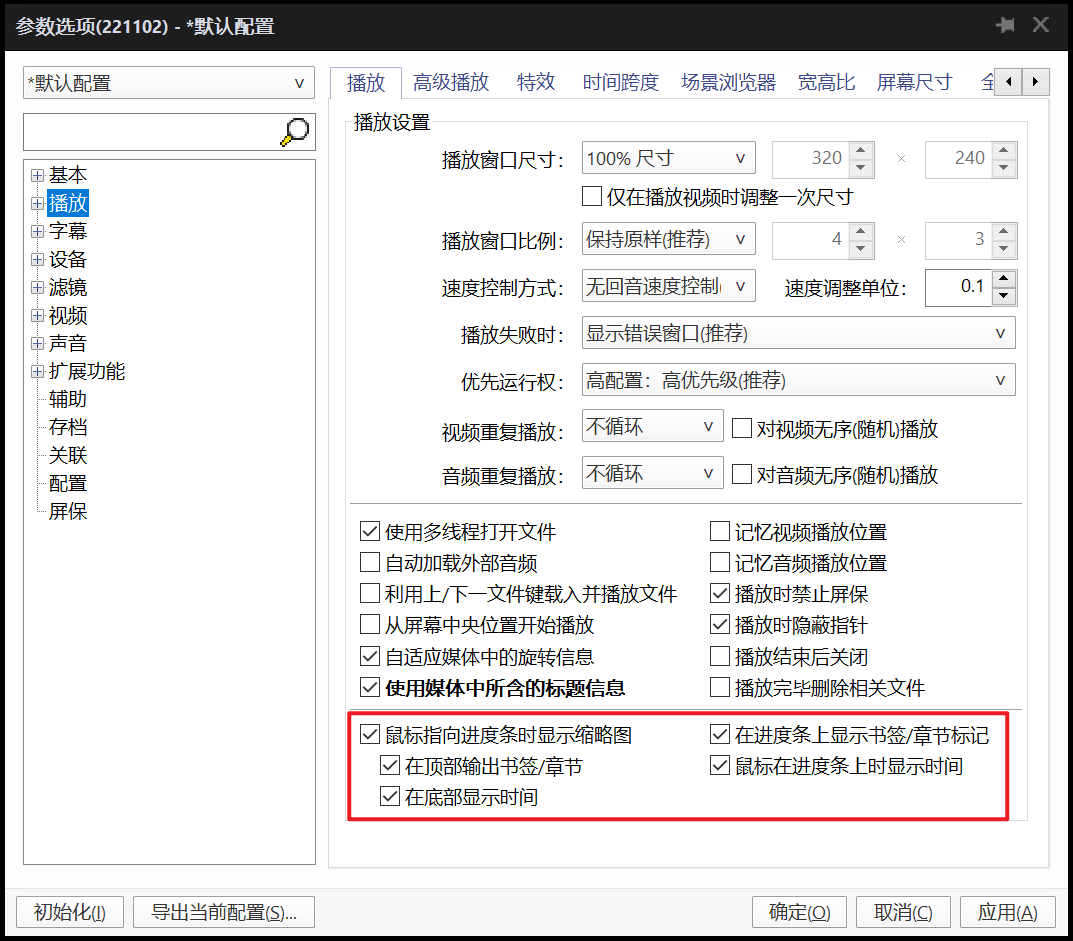 参数选项(221102) - *默认配置
*默认配置
基本
播放
字幕
设备
滤镜
视频
声音
扩展功能
辅助
存档
关联
配置
屏保
播放 高级播放 特效 时间跨度 场景浏览器 宽高比 屏幕尺寸
播放设置
播放窗口尺寸: 100% 尺寸 320 × 240
仅在播放视频时调整一次尺寸
播放窗口比例: 保持原样(推荐) 4 × 3
速度控制方式: 无回音速度控制( 速度调整单位: 0.1
播放失败时: 显示错误窗口(推荐)
优先运行权: 高配置：高优先级(推荐)
视频重复播放: 不循环 对视频无序(随机)播放
音频重复播放: 不循环 对音频无序(随机)播放
使用多线程打开文件 记忆视频播放位置
自动加载外部音频 记忆音频播放位置
利用上/下一文件键载入并播放文件 播放时禁止屏保
从屏幕中央位置开始播放 播放时隐蔽指针
自适应媒体中的旋转信息 播放结束后关闭
使用媒体中所含的标题信息 播放完毕删除相关文件
鼠标指向进度条时显示缩略图 在进度条上显示书签/章节标记
在顶部输出书签/章节 鼠标在进度条上时显示时间
在底部显示时间
初始化(I) 导出当前配置(S)... 确定(O) 取消(C) 应用(A)